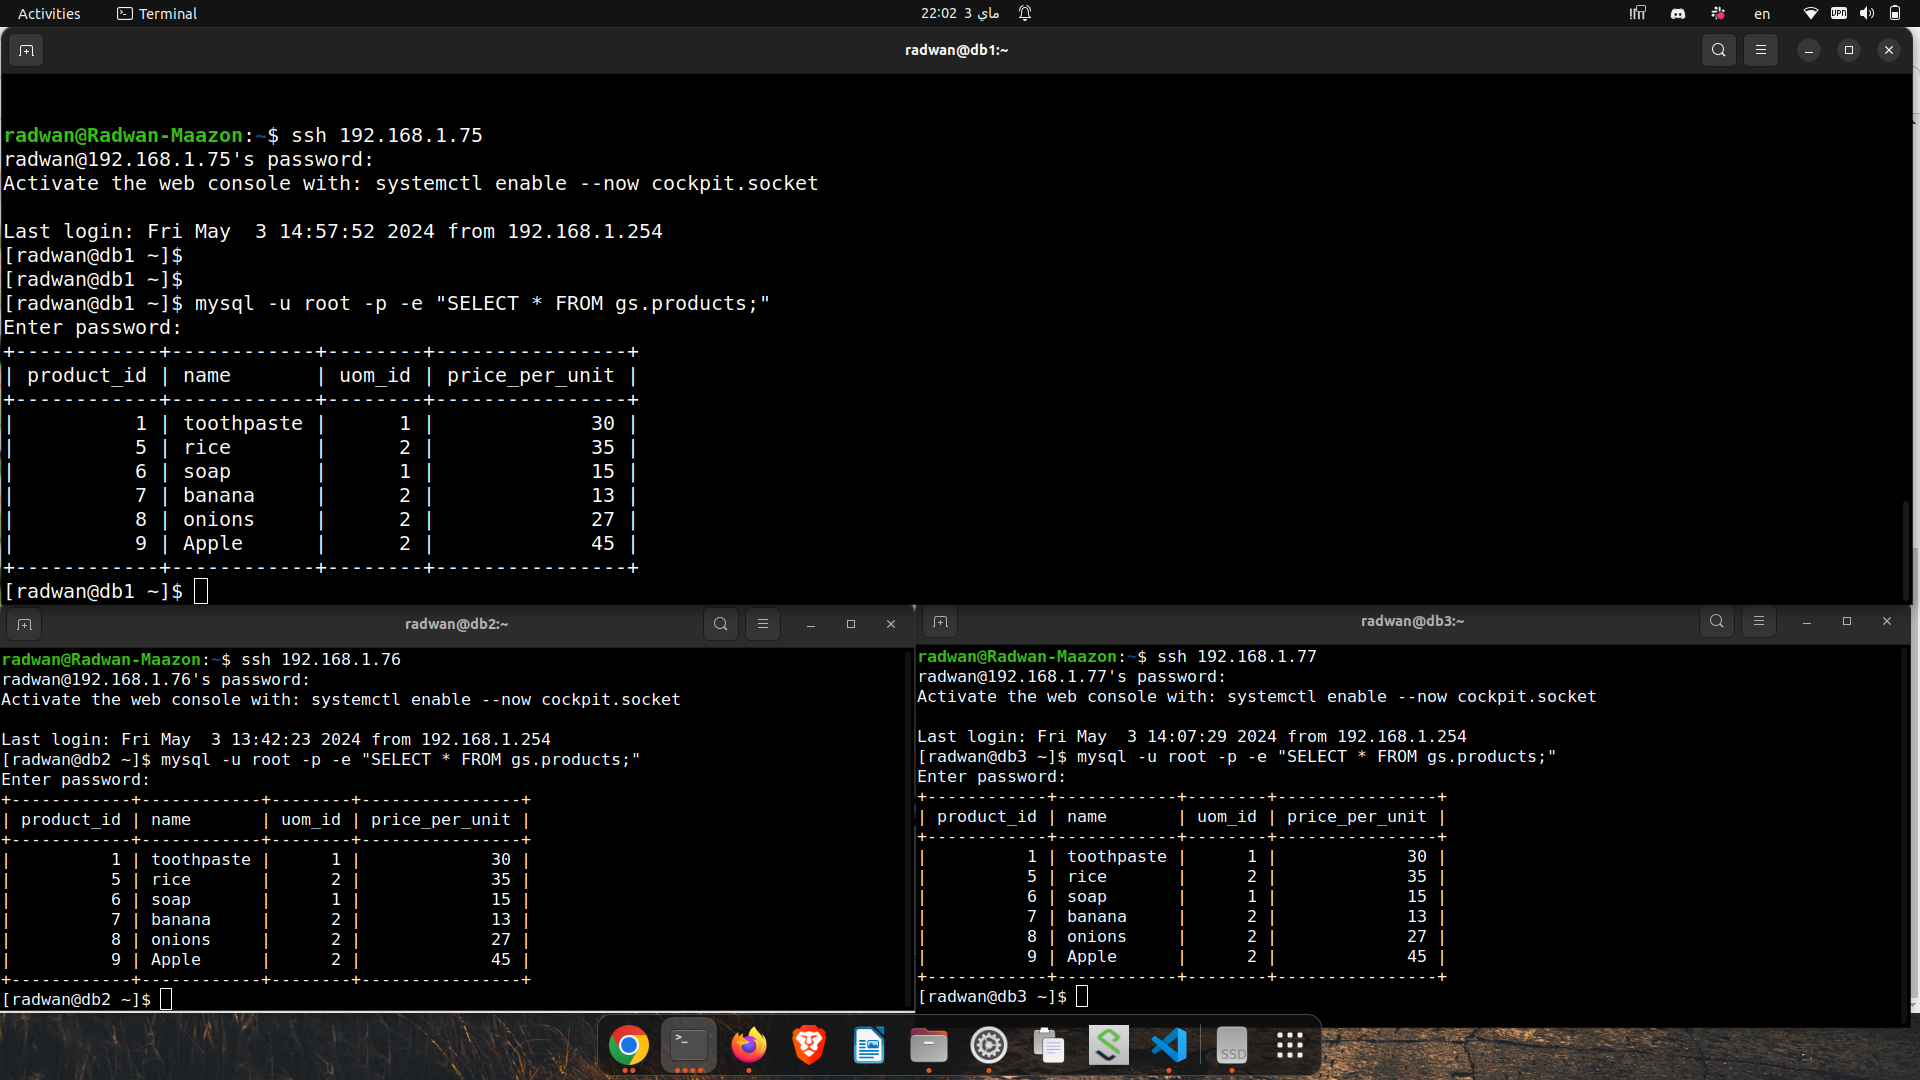 Activities Terminal 22:02 3 ماي en VPN
radwan@db1:~
radwan@Radwan-Maazon:~$ ssh 192.168.1.75
radwan@192.168.1.75's password:
Activate the web console with: systemctl enable --now cockpit.socket
Last login: Fri May  3 14:57:52 2024 from 192.168.1.254
[radwan@db1 ~]$
[radwan@db1 ~]$
[radwan@db1 ~]$ mysql -u root -p -e "SELECT * FROM gs.products;"
Enter password:
+------------+------------+--------+----------------+
| product_id | name       | uom_id | price_per_unit |
+------------+------------+--------+----------------+
|          1 | toothpaste |      1 |             30 |
|          5 | rice       |      2 |             35 |
|          6 | soap       |      1 |             15 |
|          7 | banana     |      2 |             13 |
|          8 | onions     |      2 |             27 |
|          9 | Apple      |      2 |             45 |
+------------+------------+--------+----------------+
[radwan@db1 ~]$
radwan@db2:~
radwan@Radwan-Maazon:~$ ssh 192.168.1.76
radwan@192.168.1.76's password:
Activate the web console with: systemctl enable --now cockpit.socket
Last login: Fri May  3 13:42:23 2024 from 192.168.1.254
[radwan@db2 ~]$ mysql -u root -p -e "SELECT * FROM gs.products;"
Enter password:
+------------+------------+--------+----------------+
| product_id | name       | uom_id | price_per_unit |
+------------+------------+--------+----------------+
|          1 | toothpaste |      1 |             30 |
|          5 | rice       |      2 |             35 |
|          6 | soap       |      1 |             15 |
|          7 | banana     |      2 |             13 |
|          8 | onions     |      2 |             27 |
|          9 | Apple      |      2 |             45 |
+------------+------------+--------+----------------+
[radwan@db2 ~]$
radwan@db3:~
radwan@Radwan-Maazon:~$ ssh 192.168.1.77
radwan@192.168.1.77's password:
Activate the web console with: systemctl enable --now cockpit.socket
Last login: Fri May  3 14:07:29 2024 from 192.168.1.254
[radwan@db3 ~]$ mysql -u root -p -e "SELECT * FROM gs.products;"
Enter password:
+------------+------------+--------+----------------+
| product_id | name       | uom_id | price_per_unit |
+------------+------------+--------+----------------+
|          1 | toothpaste |      1 |             30 |
|          5 | rice       |      2 |             35 |
|          6 | soap       |      1 |             15 |
|          7 | banana     |      2 |             13 |
|          8 | onions     |      2 |             27 |
|          9 | Apple      |      2 |             45 |
+------------+------------+--------+----------------+
[radwan@db3 ~]$
SSD